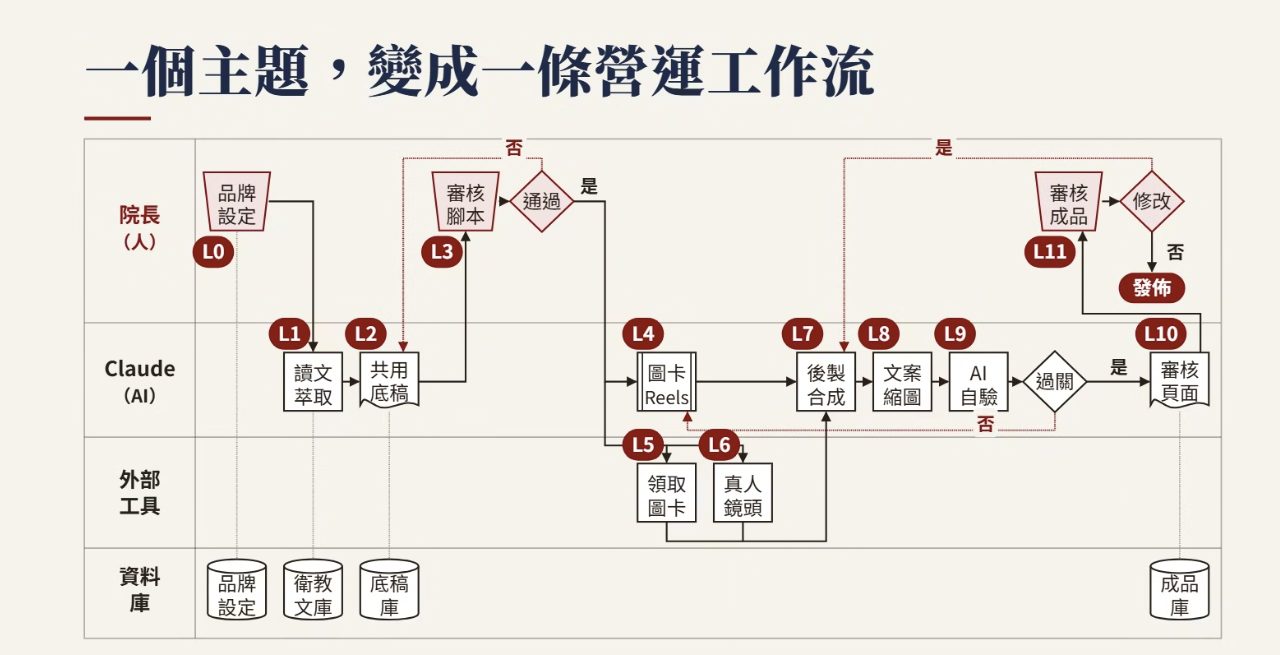 一個主題，變成一條營運工作流
院長
（人）
品牌
設定
L0
否
審核
腳本
L3
通過
是
是
審核
成品
L11
修改
否
發佈
Claude
（AI）
L1
讀文
萃取
L2
共用
底稿
L4
圖卡
Reels
L7
後製
合成
L8
文案
縮圖
L9
AI
自驗
過關
是
否
L10
審核
頁面
外部
工具
L5
領取
圖卡
L6
真人
鏡頭
資料
庫
品牌
設定
衛教
文庫
底稿
庫
成品
庫